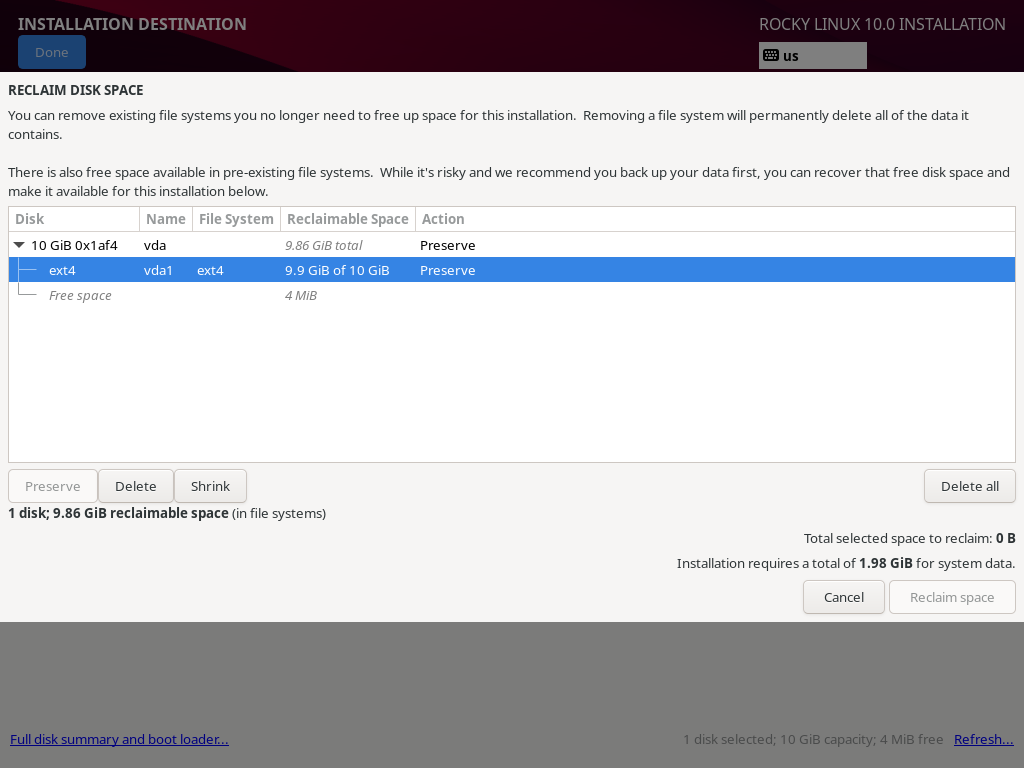 INSTALLATION DESTINATION
ROCKY LINUX 10.0 INSTALLATION
Done
us
RECLAIM DISK SPACE
You can remove existing file systems you no longer need to free up space for this installation.  Removing a file system will permanently delete all of the data it
contains.
There is also free space available in pre-existing file systems.  While it's risky and we recommend you back up your data first, you can recover that free disk space and
make it available for this installation below.
Disk Name File System Reclaimable Space Action
10 GiB 0x1af4 vda 9.86 GiB total Preserve
ext4 vda1 ext4 9.9 GiB of 10 GiB Preserve
Free space 4 MiB
Preserve Delete Shrink Delete all
1 disk; 9.86 GiB reclaimable space (in file systems)
Total selected space to reclaim: 0 B
Installation requires a total of 1.98 GiB for system data.
Cancel Reclaim space
Full disk summary and boot loader... 1 disk selected; 10 GiB capacity; 4 MiB free Refresh...